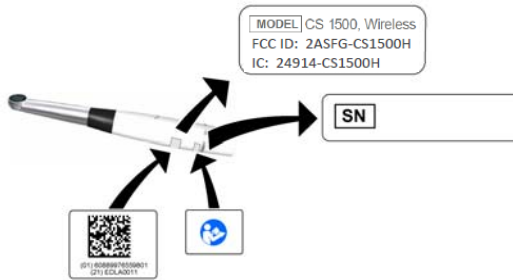 MODEL CS 1500, Wireless
FCC ID: 2ASFG-CS1500H
IC: 24914-CS1500H
SN
(01) 60889976559801
(21) EDLA0011